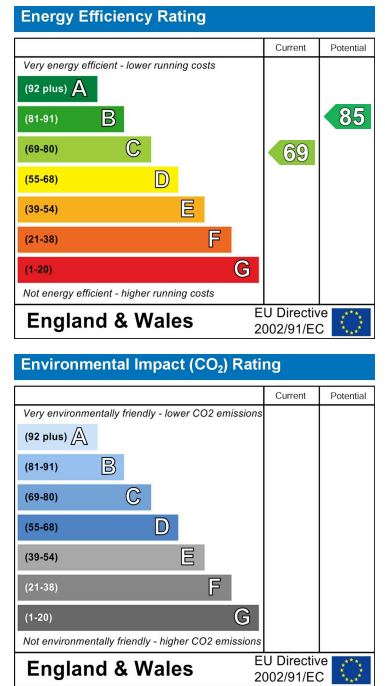 Energy Efficiency Rating
Current Potential
Very energy efficient - lower running costs
(92 plus) A
(81-91) B
85
(69-80) C
69
(55-68) D
(39-54) E
(21-38) F
(1-20) G
Not energy efficient - higher running costs
England & Wales
EU Directive
2002/91/EC
Environmental Impact (CO₂) Rating
Current Potential
Very environmentally friendly - lower CO2 emissions
(92 plus) A
(81-91) B
(69-80) C
(55-68) D
(39-54) E
(21-38) F
(1-20) G
Not environmentally friendly - higher CO2 emissions
England & Wales
EU Directive
2002/91/EC